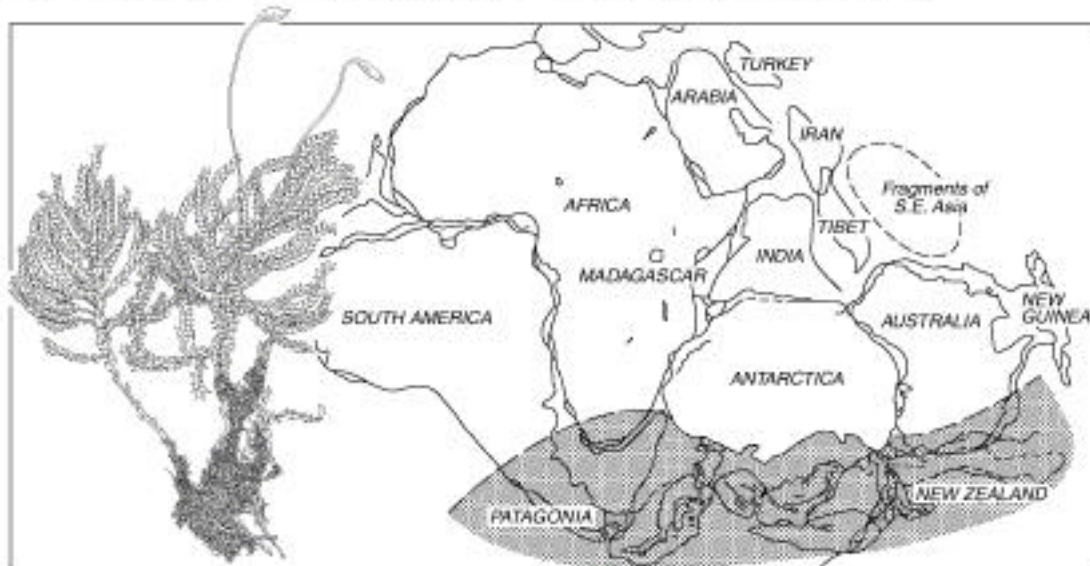 TURKEY
ARABIA
IRAN
Fragments of
S.E. Asia
AFRICA
TIBET
INDIA
MADAGASCAR
NEW
GUINEA
SOUTH AMERICA
AUSTRALIA
ANTARCTICA
NEW ZEALAND
PATAGONIA